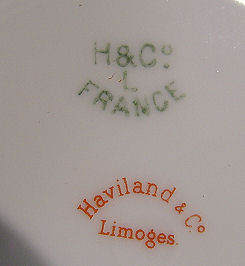 H&Co
L
FRANCE
Haviland & Co
Limoges.